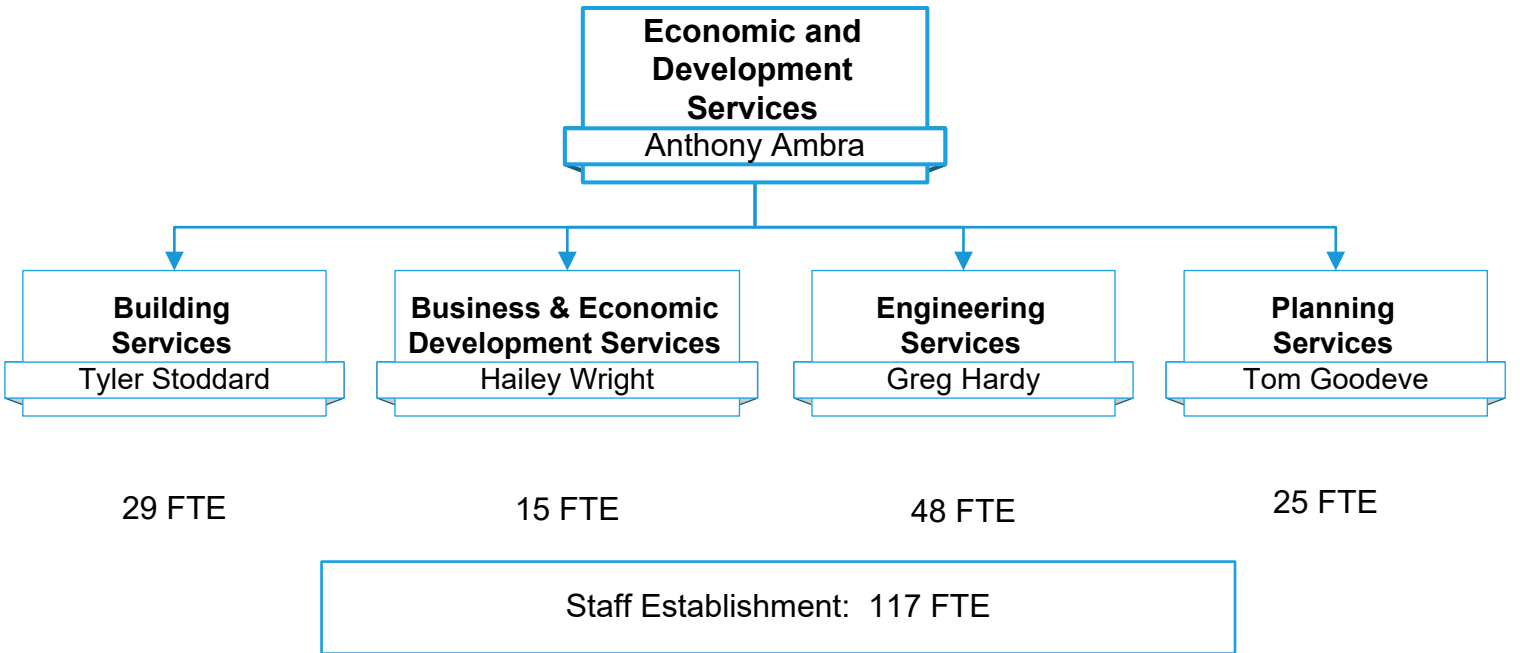 Economic and
Development
Services
Anthony Ambra
Building
Services
Tyler Stoddard
Business & Economic
Development Services
Hailey Wright
Engineering
Services
Greg Hardy
Planning
Services
Tom Goodeve
29 FTE
15 FTE
48 FTE
25 FTE
Staff Establishment: 117 FTE